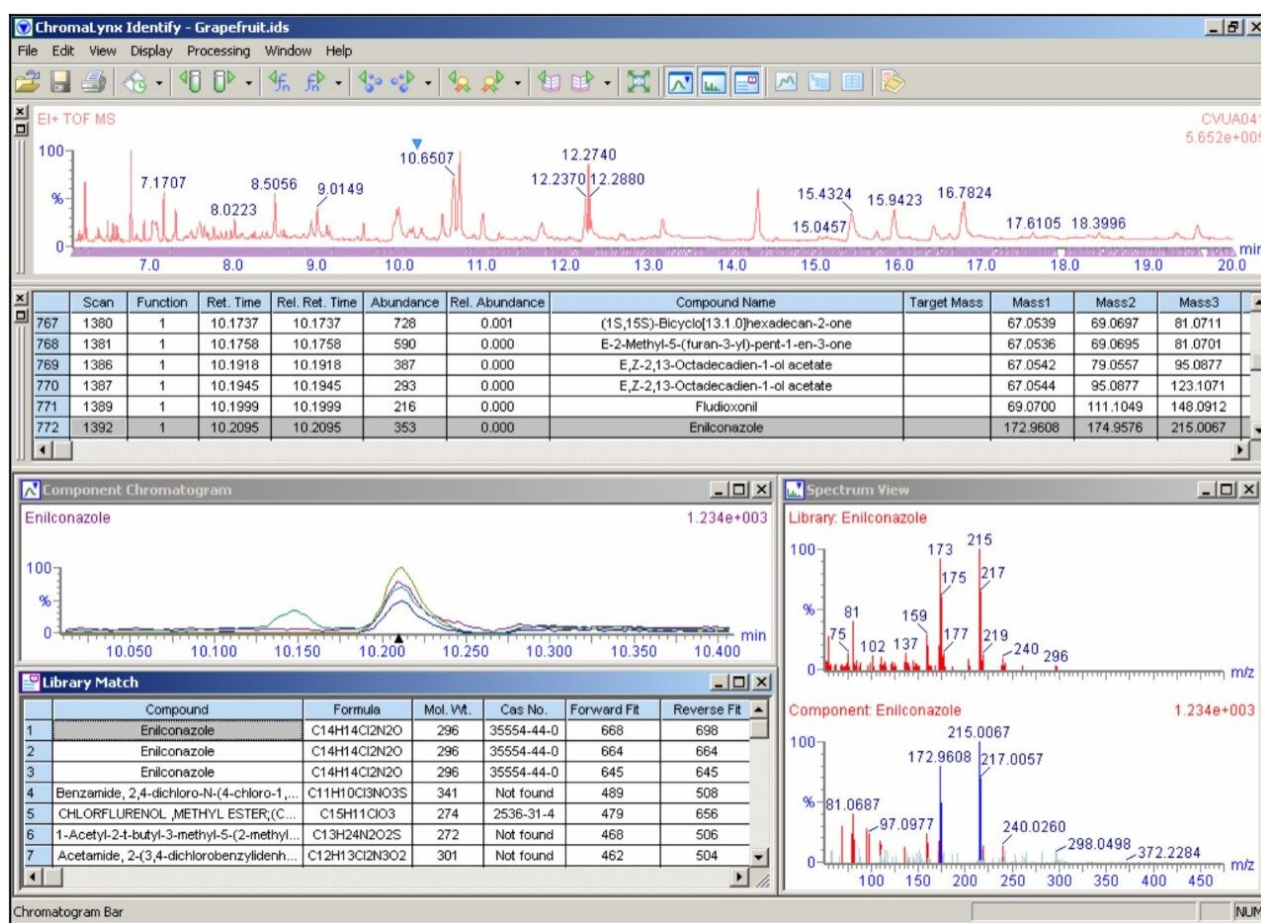 ChromaLynx Identify - Grapefruit.ids
File Edit View Display Processing Window Help
EI+ TOF MS
CVUA041
5.652e+005
100
%
0
7.1707
8.0223
8.5056
9.0149
10.6507
12.2370
12.2740
12.2880
15.0457
15.4324
15.9423
16.7824
17.6105
18.3996
min
7.0 8.0 9.0 10.0 11.0 12.0 13.0 14.0 15.0 16.0 17.0 18.0 19.0 20.0
Scan Function Ret. Time Rel. Ret. Time Abundance Rel. Abundance Compound Name Target Mass Mass1 Mass2 Mass3
767 1380 1 10.1737 10.1737 728 0.001 (1S,15S)-Bicyclo[13.1.0]hexadecan-2-one 67.0539 69.0697 81.0711
768 1381 1 10.1758 10.1758 590 0.000 E-2-Methyl-5-(furan-3-yl)-pent-1-en-3-one 67.0536 69.0695 81.0701
769 1386 1 10.1918 10.1918 387 0.000 E,Z-2,13-Octadecadien-1-ol acetate 67.0542 79.0557 95.0877
770 1387 1 10.1945 10.1945 293 0.000 E,Z-2,13-Octadecadien-1-ol acetate 67.0544 95.0877 123.1071
771 1389 1 10.1999 10.1999 216 0.000 Fludioxonil 69.0700 111.1049 148.0912
772 1392 1 10.2095 10.2095 353 0.000 Enilconazole 172.9608 174.9576 215.0067
Component Chromatogram
Enilconazole
1.234e+003
100
%
0
min
10.050 10.100 10.150 10.200 10.250 10.300 10.350 10.400
Library Match
Compound Formula Mol. Wt. Cas No. Forward Fit Reverse Fit
1 Enilconazole C14H14Cl2N2O 296 35554-44-0 668 698
2 Enilconazole C14H14Cl2N2O 296 35554-44-0 664 664
3 Enilconazole C14H14Cl2N2O 296 35554-44-0 645 645
4 Benzamide, 2,4-dichloro-N-(4-chloro-1,... C11H10Cl3NO3S 341 Not found 489 508
5 CHLORFLURENOL ,METHYL ESTER;(C... C15H11ClO3 274 2536-31-4 479 656
6 1-Acetyl-2-t-butyl-3-methyl-5-(2-methyl... C13H24N2O2S 272 Not found 468 506
7 Acetamide, 2-(3,4-dichlorobenzylidenh... C12H13Cl2N3O2 301 Not found 462 504
Spectrum View
Library: Enilconazole
100
%
0
75
81
102
137
159
173
175
177
215
217
219
240
296
m/z
Component: Enilconazole
1.234e+003
100
%
0
81.0687
97.0977
172.9608
215.0067
217.0057
240.0260
298.0498
372.2284
m/z
100 150 200 250 300 350 400 450
Chromatogram Bar
NUM